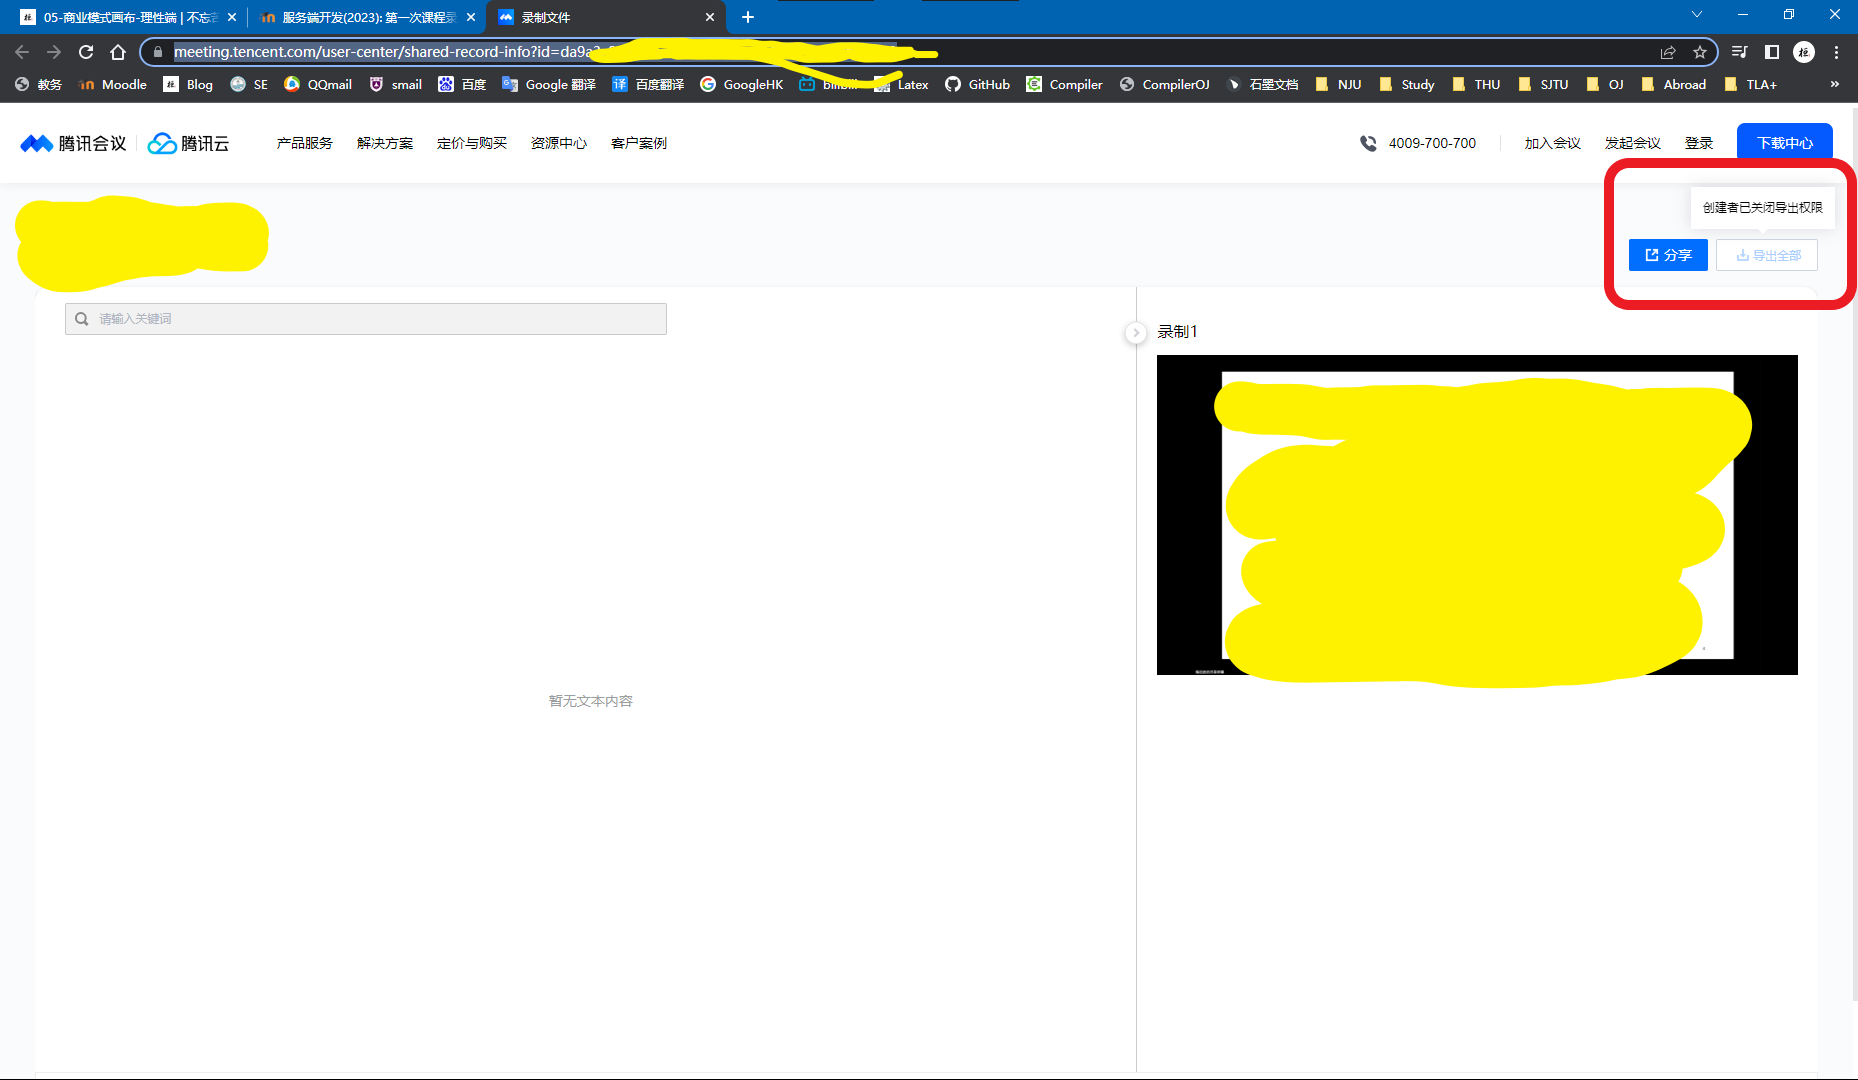 05-商业模式画布-理性端 | 不忘
服务端开发(2023): 第一次课程录
录制文件
meeting.tencent.com/user-center/shared-record-info?id=da9a
教务 Moodle Blog SE QQmail smail 百度 Google 翻译 百度翻译 GoogleHK Latex GitHub Compiler CompilerOJ 石墨文档 NJU Study THU SJTU OJ Abroad TLA+ »
腾讯会议 腾讯云 产品服务 解决方案 定价与购买 资源中心 客户案例 4009-700-700 加入会议 发起会议 登录 下载中心
创建者已关闭导出权限
分享 导出全部
请输入关键词
录制1
暂无文本内容